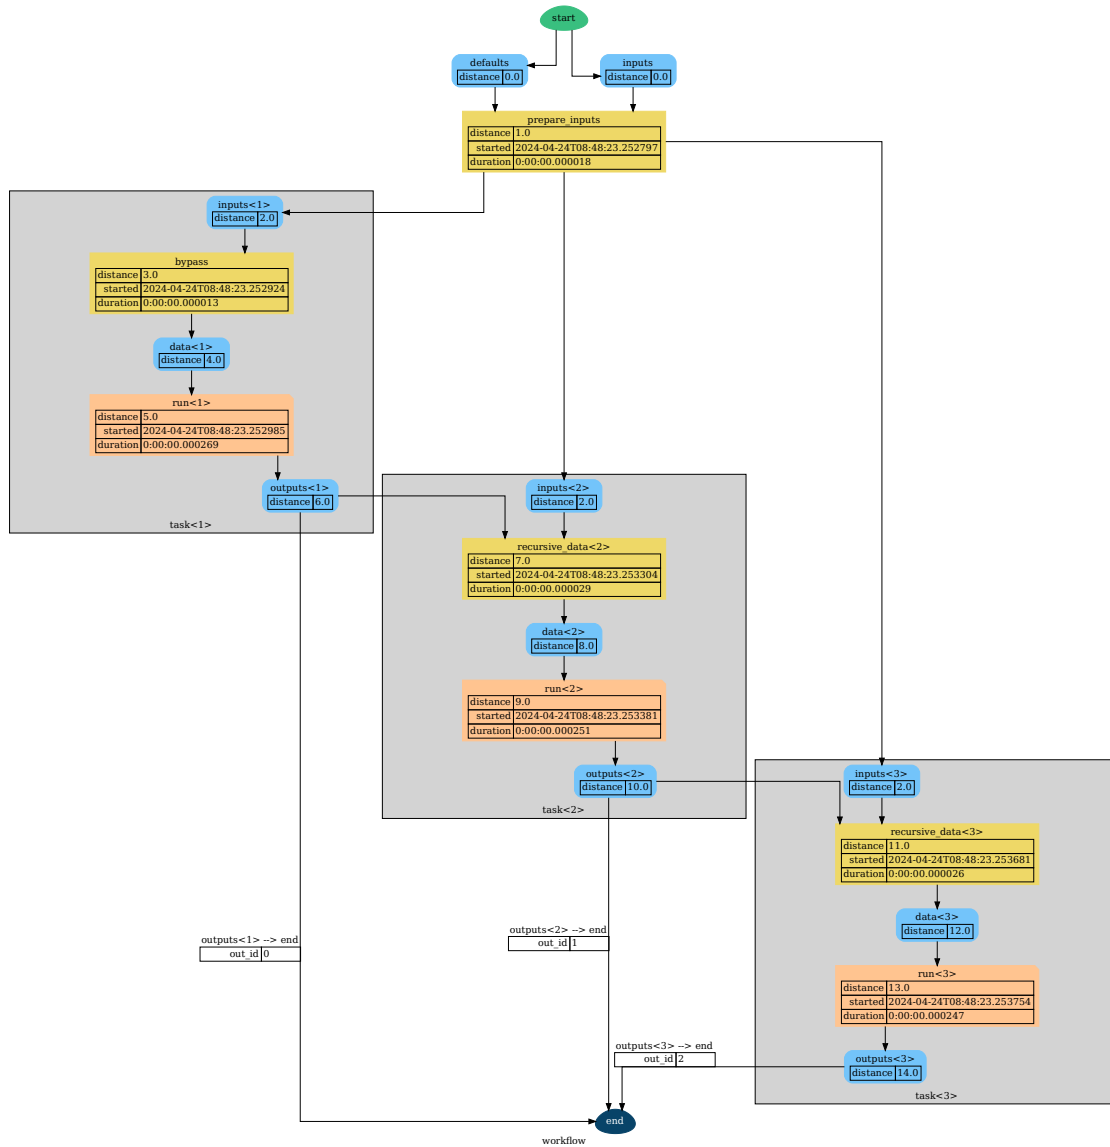 start
defaults
distance 0.0
inputs
distance 0.0
prepare_inputs
distance 1.0
started 2024-04-24T08:48:23.252797
duration 0:00:00.000018
inputs<1>
distance 2.0
bypass
distance 3.0
started 2024-04-24T08:48:23.252924
duration 0:00:00.000013
data<1>
distance 4.0
run<1>
distance 5.0
started 2024-04-24T08:48:23.252985
duration 0:00:00.000269
outputs<1>
distance 6.0
task<1>
inputs<2>
distance 2.0
recursive_data<2>
distance 7.0
started 2024-04-24T08:48:23.253304
duration 0:00:00.000029
data<2>
distance 8.0
run<2>
distance 9.0
started 2024-04-24T08:48:23.253381
duration 0:00:00.000251
outputs<2>
distance 10.0
task<2>
inputs<3>
distance 2.0
recursive_data<3>
distance 11.0
started 2024-04-24T08:48:23.253681
duration 0:00:00.000026
data<3>
distance 12.0
run<3>
distance 13.0
started 2024-04-24T08:48:23.253754
duration 0:00:00.000247
outputs<3>
distance 14.0
task<3>
outputs<1> --> end
out_id 0
outputs<2> --> end
out_id 1
outputs<3> --> end
out_id 2
end
workflow